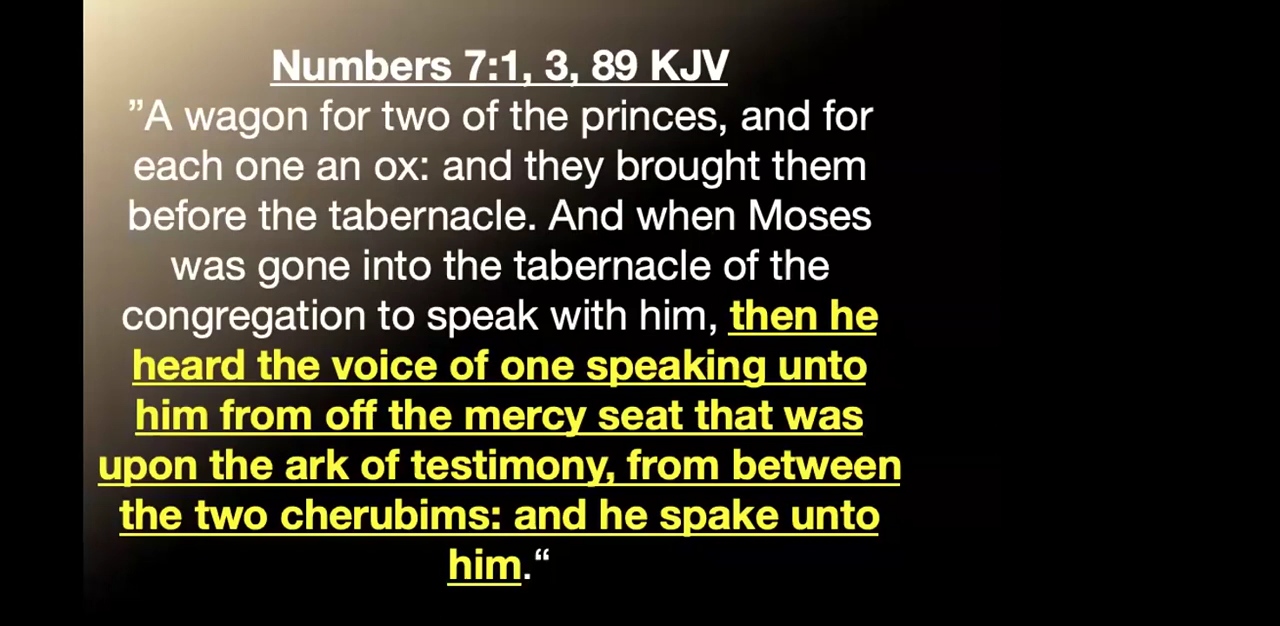 Numbers 7:1, 3, 89 KJV
”A wagon for two of the princes, and for
each one an ox: and they brought them
before the tabernacle. And when Moses
was gone into the tabernacle of the
congregation to speak with him, then he
heard the voice of one speaking unto
him from off the mercy seat that was
upon the ark of testimony, from between
the two cherubims: and he spake unto
him.“